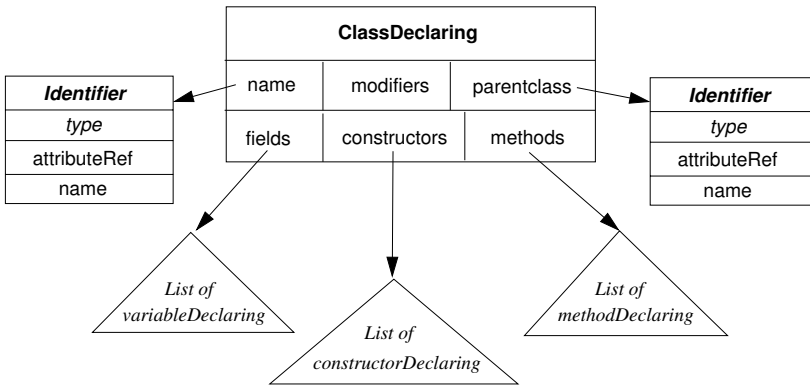 ClassDeclaring
name
modifiers
parentclass
fields
constructors
methods
Identifier
type
attributeRef
name
Identifier
type
attributeRef
name
List of
variableDeclaring
List of
constructorDeclaring
List of
methodDeclaring